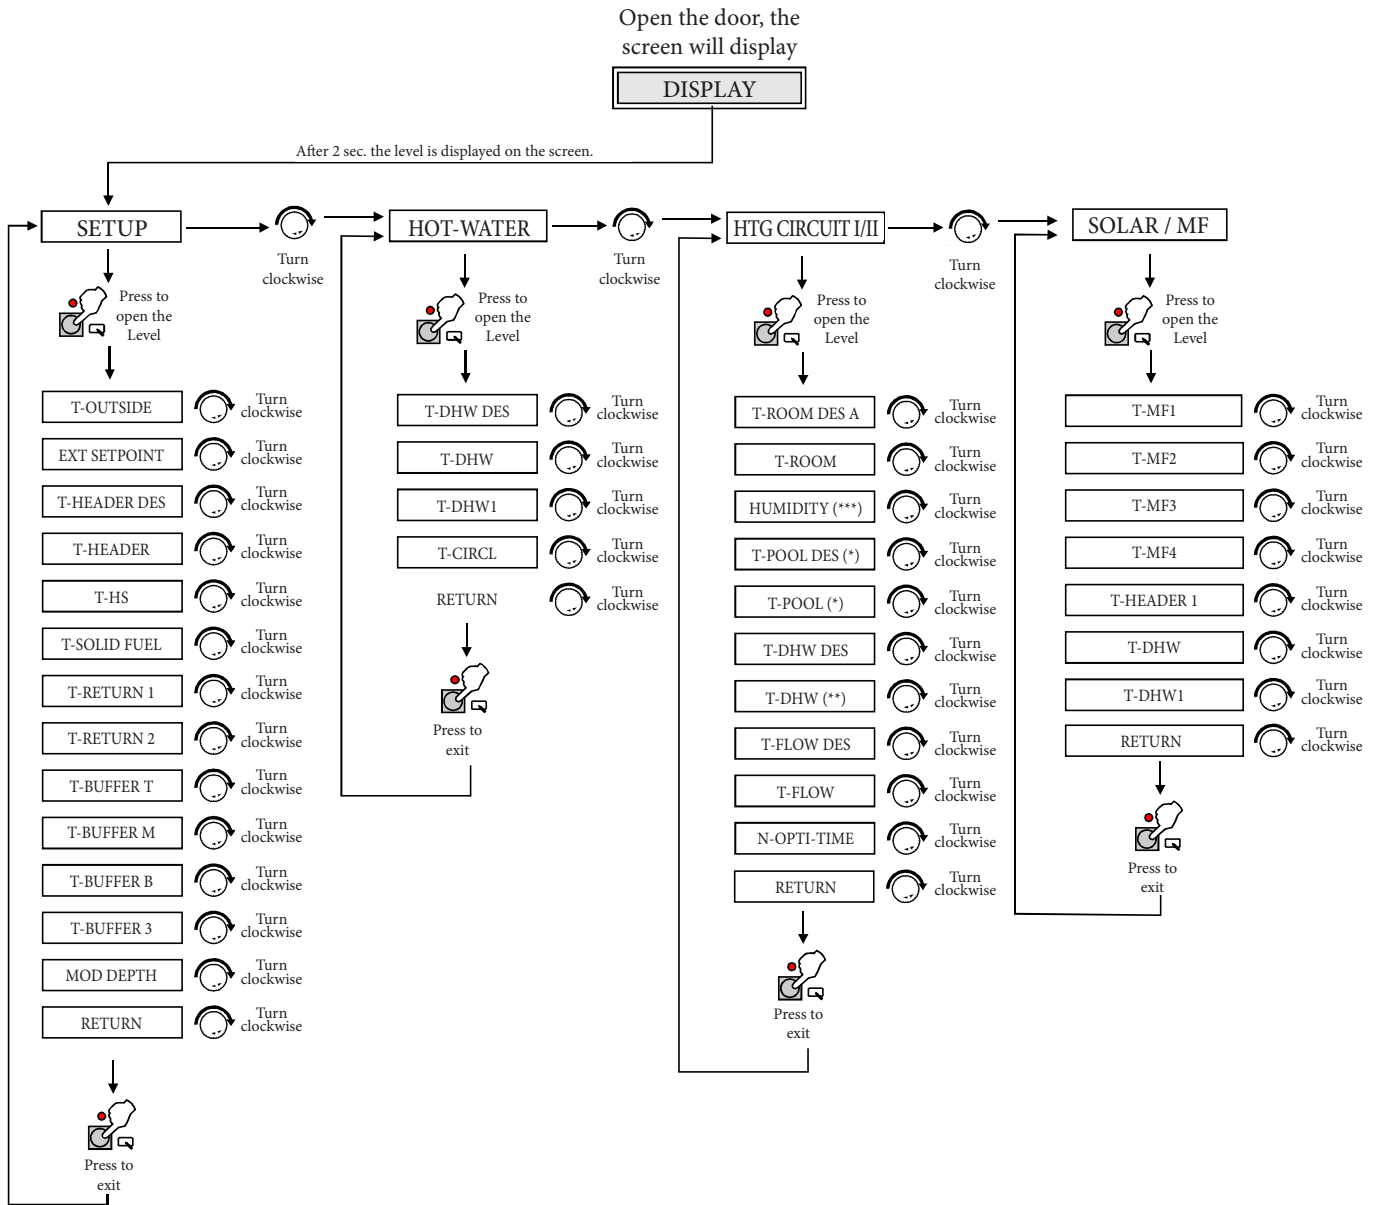 Open the door, the
screen will display
DISPLAY
After 2 sec. the level is displayed on the screen.
SETUP
Turn
clockwise
HOT-WATER
Turn
clockwise
HTG CIRCUIT I/II
Turn
clockwise
SOLAR / MF
Press to
open the
Level
T-OUTSIDE
Turn
clockwise
EXT SETPOINT
Turn
clockwise
T-HEADER DES
Turn
clockwise
T-HEADER
Turn
clockwise
T-HS
Turn
clockwise
T-SOLID FUEL
Turn
clockwise
T-RETURN 1
Turn
clockwise
T-RETURN 2
Turn
clockwise
T-BUFFER T
Turn
clockwise
T-BUFFER M
Turn
clockwise
T-BUFFER B
Turn
clockwise
T-BUFFER 3
Turn
clockwise
MOD DEPTH
Turn
clockwise
RETURN
Turn
clockwise
Press to
exit
Press to
open the
Level
T-DHW DES
Turn
clockwise
T-DHW
Turn
clockwise
T-DHW1
Turn
clockwise
T-CIRCL
Turn
clockwise
RETURN
Turn
clockwise
Press to
exit
Press to
open the
Level
T-ROOM DES A
Turn
clockwise
T-ROOM
Turn
clockwise
HUMIDITY (***)
Turn
clockwise
T-POOL DES (*)
Turn
clockwise
T-POOL (*)
Turn
clockwise
T-DHW DES
Turn
clockwise
T-DHW (**)
Turn
clockwise
T-FLOW DES
Turn
clockwise
T-FLOW
Turn
clockwise
N-OPTI-TIME
Turn
clockwise
RETURN
Turn
clockwise
Press to
exit
Press to
open the
Level
T-MF1
Turn
clockwise
T-MF2
Turn
clockwise
T-MF3
Turn
clockwise
T-MF4
Turn
clockwise
T-HEADER 1
Turn
clockwise
T-DHW
Turn
clockwise
T-DHW1
Turn
clockwise
RETURN
Turn
clockwise
Press to
exit